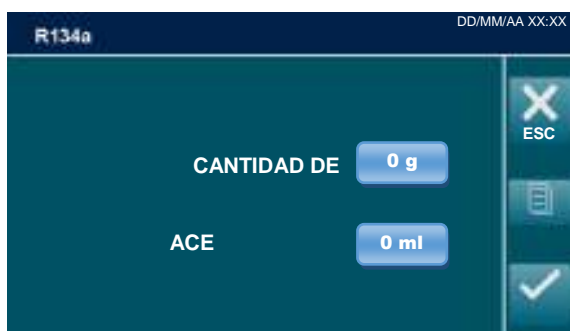 R134a
DD/MM/AA XX:XX
ESC
CANTIDAD DE
0 g
ACE
0 ml